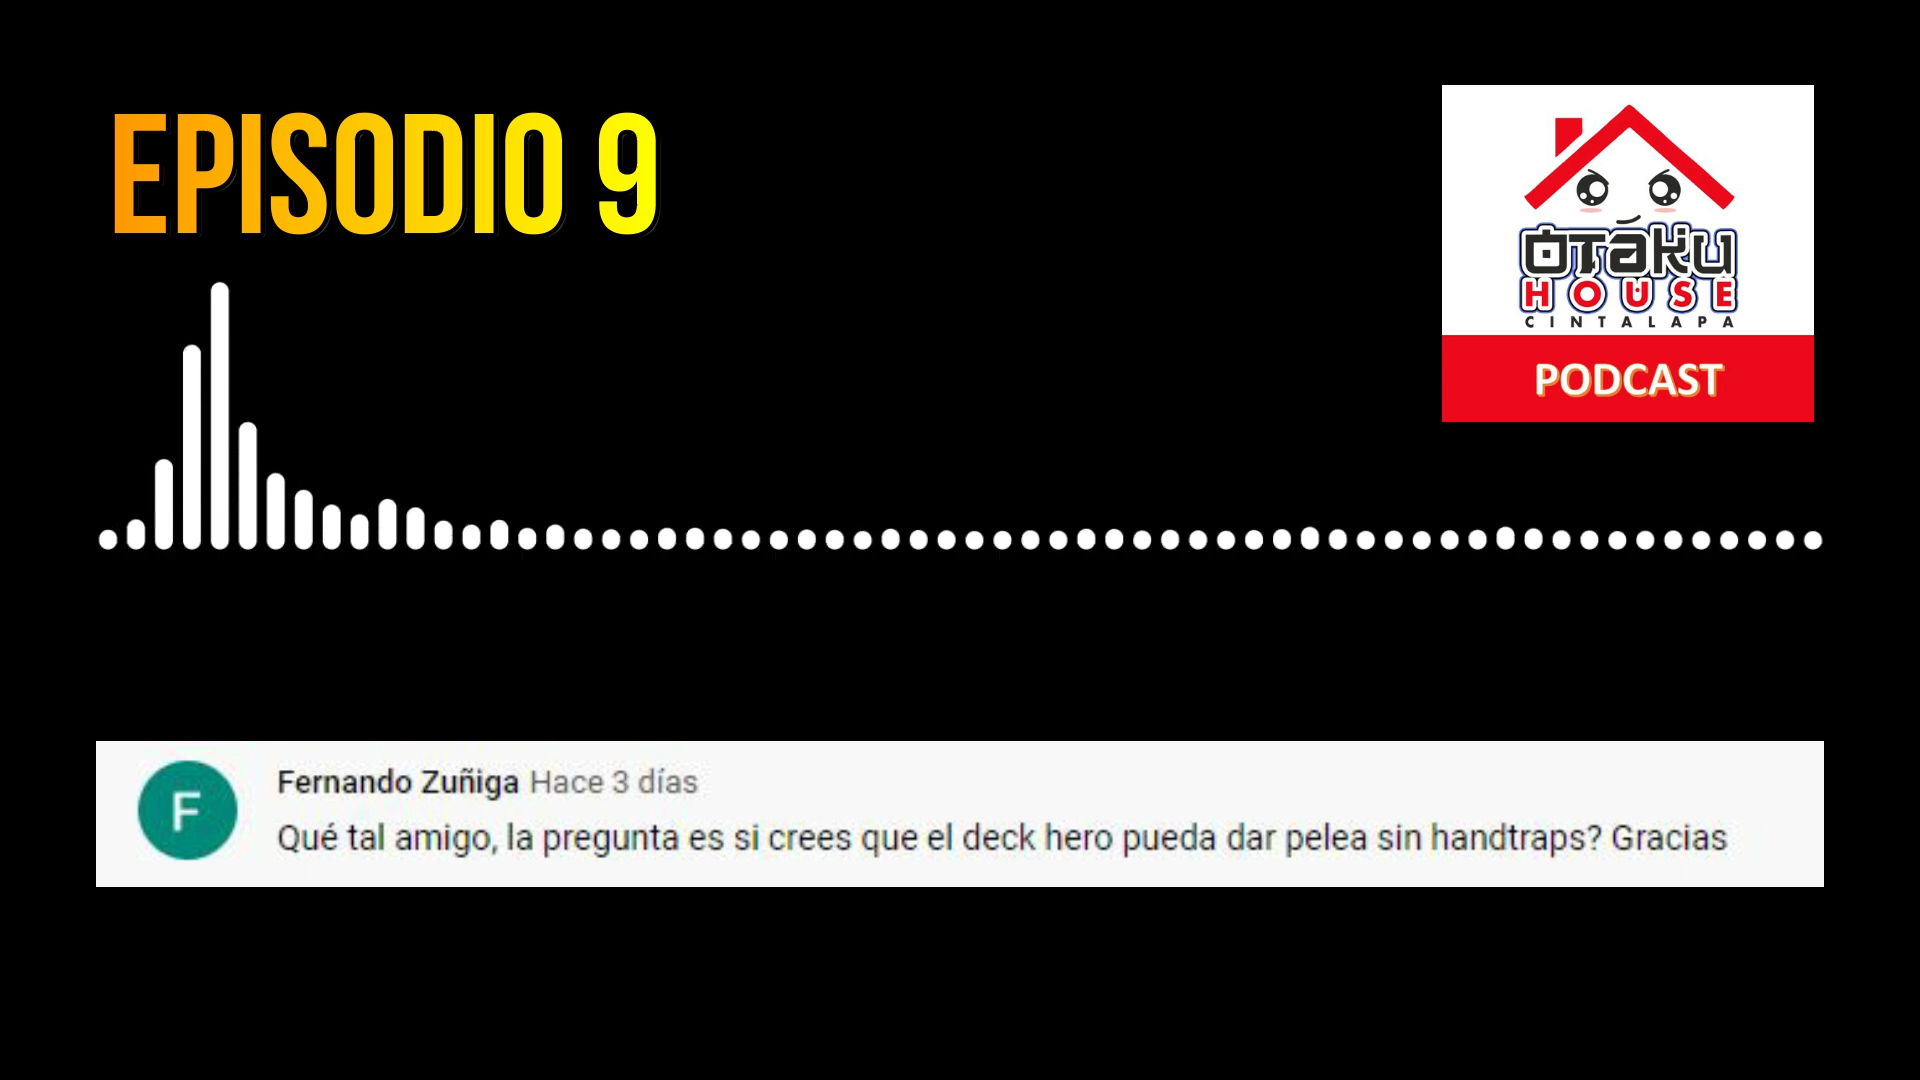 EPISODIO 9
OTAKU
HOUSE
CINTALAPA
PODCAST
F
Fernando Zuñiga Hace 3 días
Qué tal amigo, la pregunta es si crees que el deck hero pueda dar pelea sin handtraps? Gracias